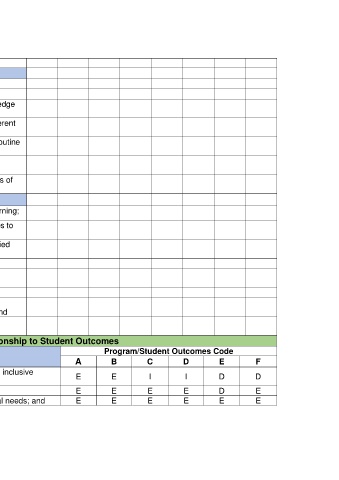 edge
erent
outine
s of
rning:
s to
ied
nd
onship to Student Outcomes
Program/Student Outcomes Code
A B C D E F
inclusive
E E I I D D
E E E E D E
l needs; and E E E E E E